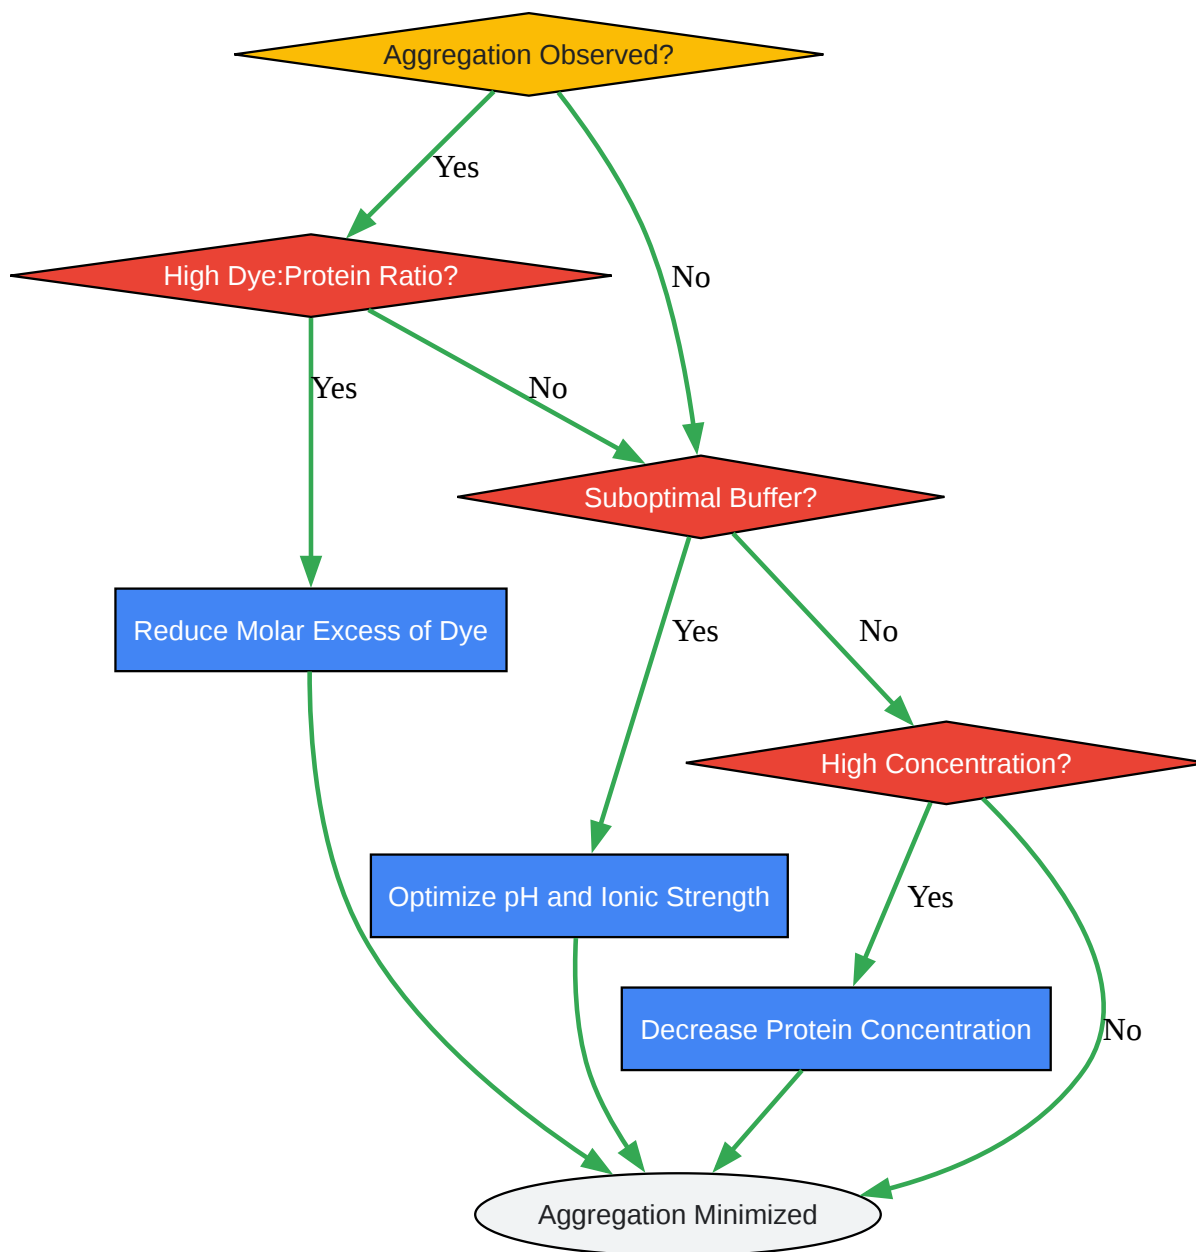 Aggregation Observed?
Yes
High Dye:Protein Ratio?
No
Yes
No
Suboptimal Buffer?
Reduce Molar Excess of Dye
Yes
No
High Concentration?
Optimize pH and Ionic Strength
Yes
Decrease Protein Concentration
No
Aggregation Minimized